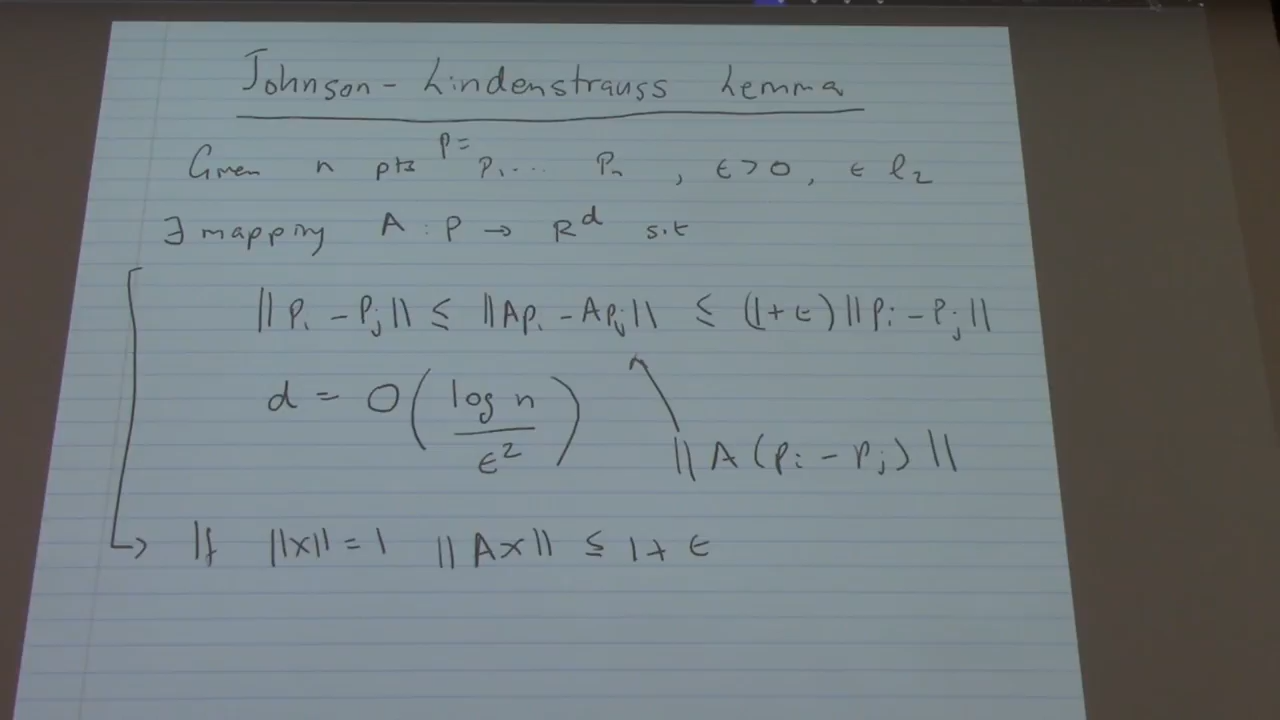 Johnson - Lindenstrauss Lemma
Given n pts P = p₁ ... pₙ , ε > 0 , ∈ ℓ₂
∃ mapping A : P → R^d s.t
||pᵢ - pⱼ|| ≤ ||Apᵢ - Apⱼ|| ≤ (1+ε) ||pᵢ - pⱼ||
d = O( log n / ε² )
||A(pᵢ - pⱼ)||
If ||x|| = 1 ||Ax|| ≤ 1 + ε